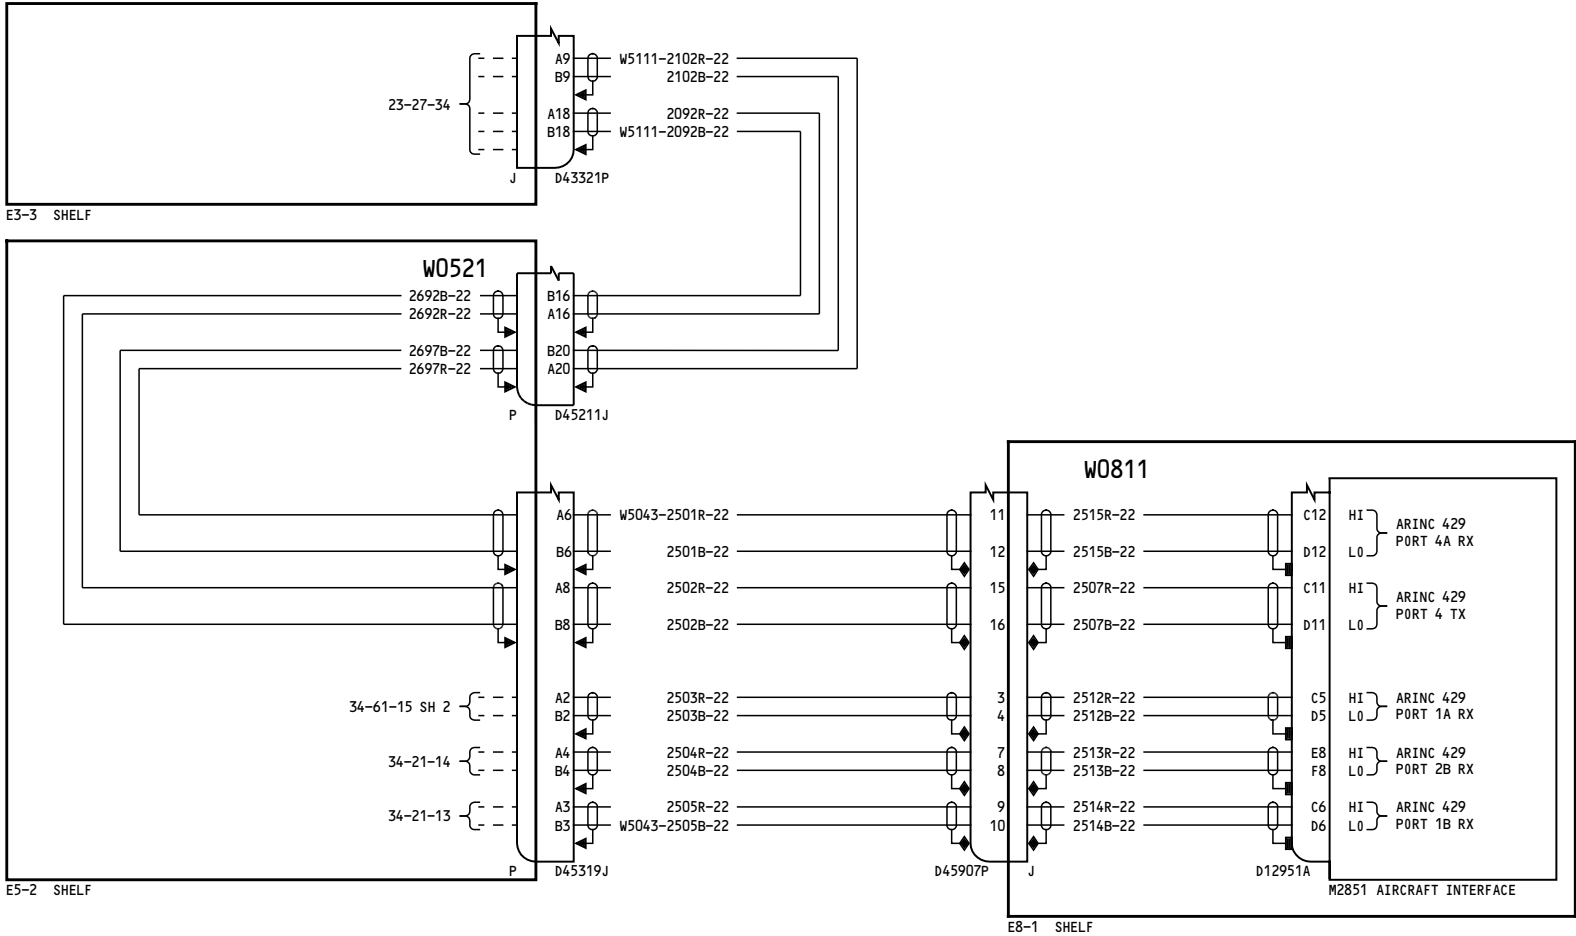 A9 W5111-2102R-22
B9 2102B-22
23-27-34
A18 2092R-22
B18 W5111-2092B-22
J D43321P
E3-3 SHELF
W0521
2692B-22 B16
2692R-22 A16
2697B-22 B20
2697R-22 A20
P D45211J
W0811
A6 W5043-2501R-22 11 2515R-22 C12 HI
ARINC 429
PORT 4A RX
B6 2501B-22 12 2515B-22 D12 LO
A8 2502R-22 15 2507R-22 C11 HI
ARINC 429
PORT 4 TX
B8 2502B-22 16 2507B-22 D11 LO
34-61-15 SH 2
A2 2503R-22 3 2512R-22 C5 HI ARINC 429
B2 2503B-22 4 2512B-22 D5 LO PORT 1A RX
34-21-14
A4 2504R-22 7 2513R-22 E8 HI ARINC 429
B4 2504B-22 8 2513B-22 F8 LO PORT 2B RX
34-21-13
A3 2505R-22 9 2514R-22 C6 HI ARINC 429
B3 W5043-2505B-22 10 2514B-22 D6 LO PORT 1B RX
P D45319J D45907P J D12951A
E5-2 SHELF
M2851 AIRCRAFT INTERFACE
E8-1 SHELF